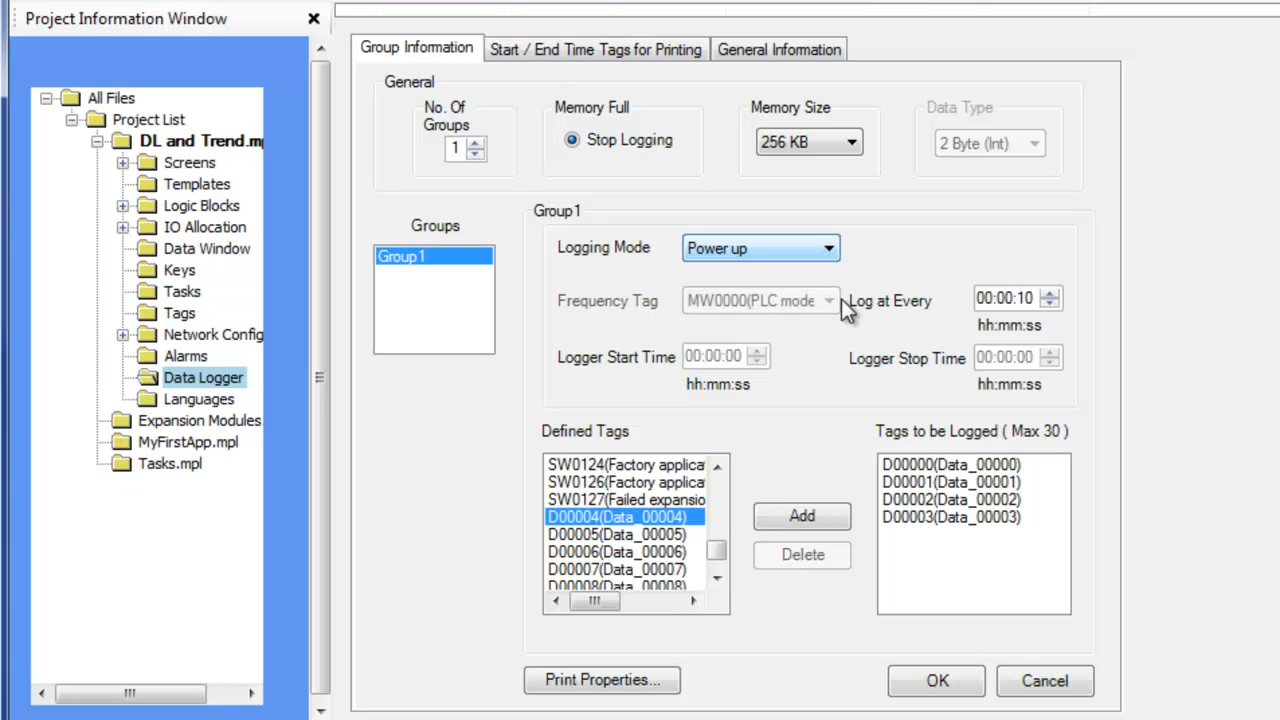 Project Information Window
All Files
Project List
DL and Trend.m
Screens
Templates
Logic Blocks
IO Allocation
Data Window
Keys
Tasks
Tags
Network Config
Alarms
Data Logger
Languages
Expansion Modules
MyFirstApp.mpl
Tasks.mpl
Group Information
Start / End Time Tags for Printing
General Information
General
No. Of
Groups
1
Memory Full
Stop Logging
Memory Size
256 KB
Data Type
2 Byte (Int)
Groups
Group1
Group1
Logging Mode
Power up
Frequency Tag
MW0000(PLC mode
Log at Every
00:00:10
hh:mm:ss
Logger Start Time
00:00:00
hh:mm:ss
Logger Stop Time
00:00:00
hh:mm:ss
Defined Tags
SW0124(Factory applica
SW0126(Factory applica
SW0127(Failed expansio
D00004(Data_00004)
D00005(Data_00005)
D00006(Data_00006)
D00007(Data_00007)
D00008(Data_00008)
Add
Delete
Tags to be Logged ( Max 30 )
D00000(Data_00000)
D00001(Data_00001)
D00002(Data_00002)
D00003(Data_00003)
Print Properties...
OK
Cancel